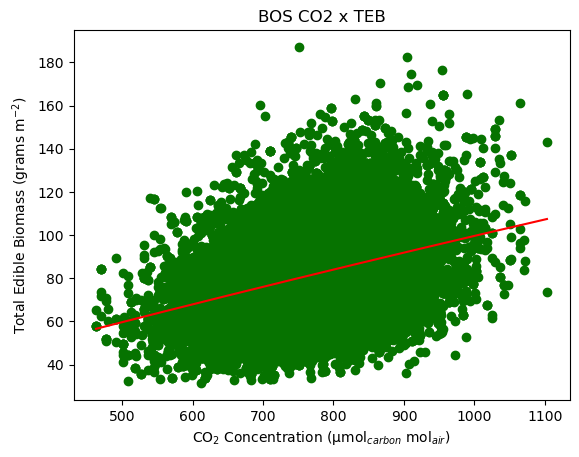 BOS CO2 x TEB
Total Edible Biomass (grams m⁻²)
180
160
140
120
100
80
60
40
500 600 700 800 900 1000 1100
CO₂ Concentration (μmol_carbon mol_air)